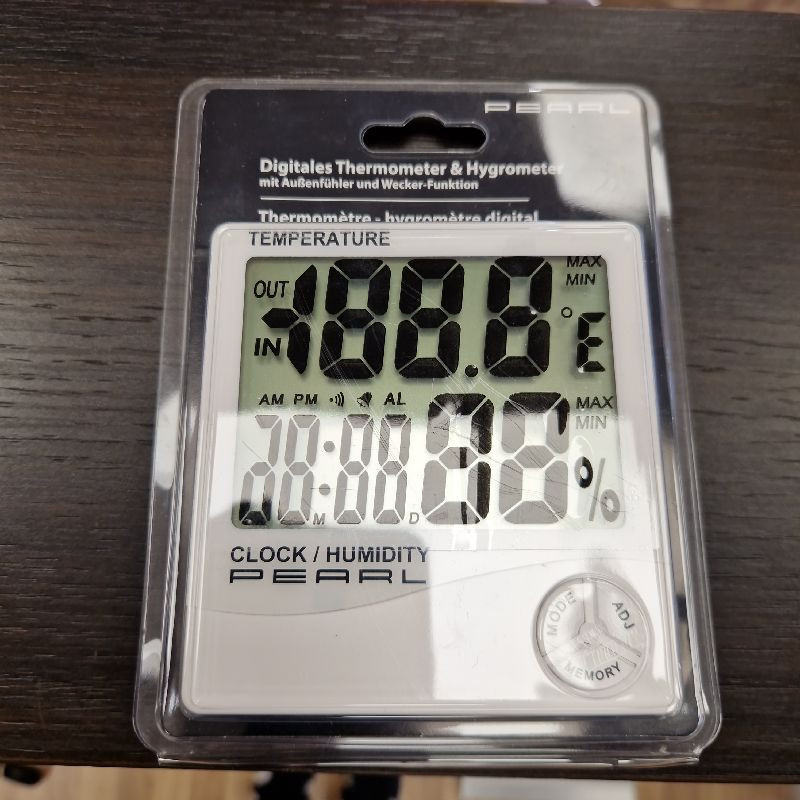 PEARL
Digitales Thermometer & Hygrometer
mit Außenfühler und Wecker-Funktion
Thermomètre - hygromètre digital
TEMPERATURE
MAX
OUT
MIN
-188.8
°E
IN
AM PM AL
MAX
MIN
%
M D
CLOCK / HUMIDITY
PEARL
MODE
ADJ
MEMORY